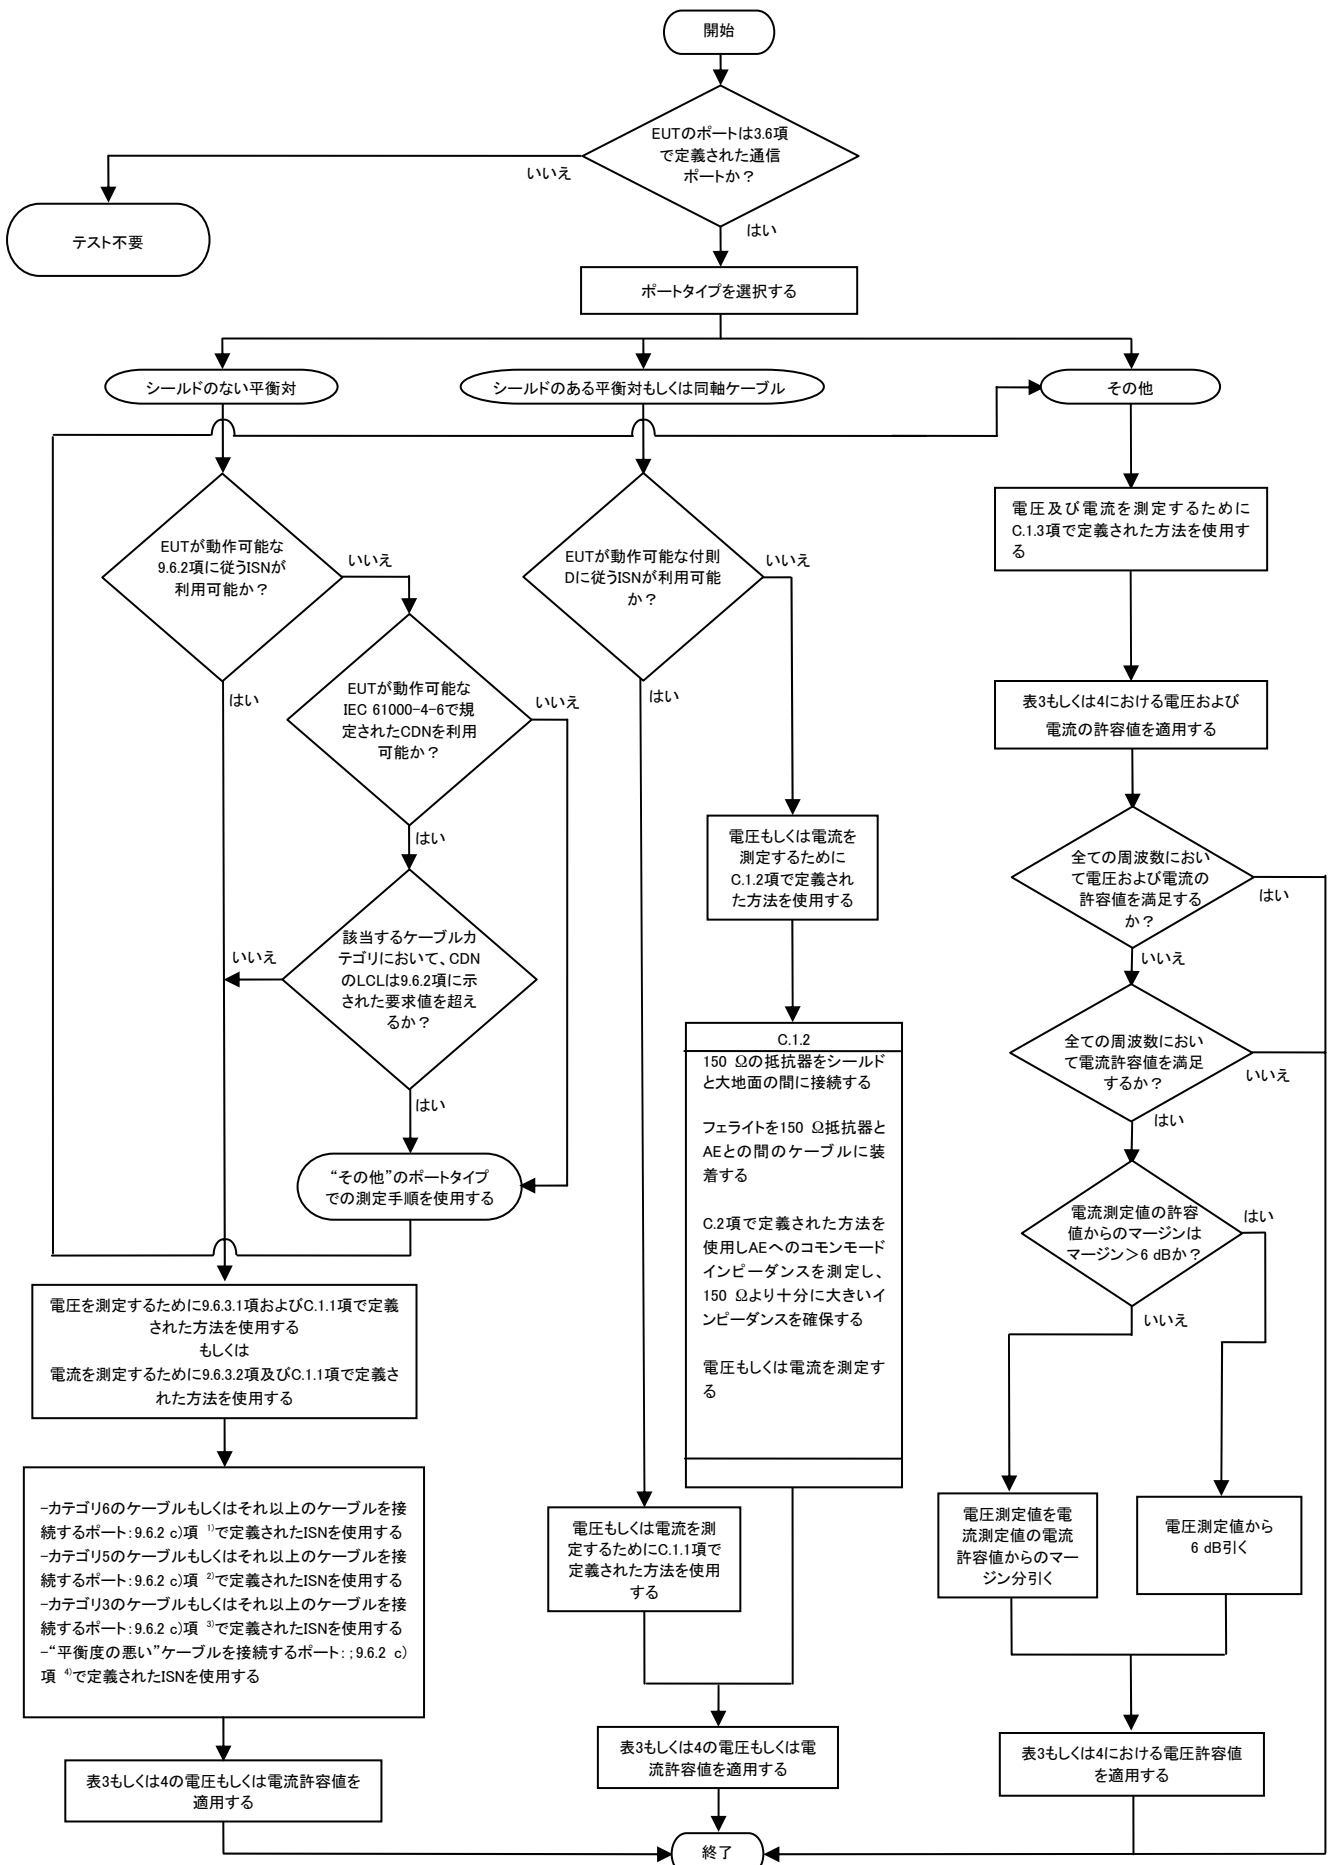 開始
EUTのポートは3.6項
で定義された通信
ポートか？
いいえ
はい
テスト不要
ポートタイプを選択する
シールドのない平衡対
シールドのある平衡対もしくは同軸ケーブル
その他
EUTが動作可能な
9.6.2項に従うISNが
利用可能か？
いいえ
はい
EUTが動作可能な
IEC 61000-4-6で規
定されたCDNを利用
可能か？
いいえ
はい
該当するケーブルカ
テゴリにおいて、CDN
のLCLは9.6.2項に示
された要求値を超え
るか？
いいえ
はい
“その他”のポートタイプ
での測定手順を使用する
電圧を測定するために9.6.3.1項およびC.1.1項で定義
された方法を使用する
もしくは
電流を測定するために9.6.3.2項及びC.1.1項で定義さ
れた方法を使用する
-カテゴリ6のケーブルもしくはそれ以上のケーブルを接
続するポート：9.6.2 c)項 1)で定義されたISNを使用する
-カテゴリ5のケーブルもしくはそれ以上のケーブルを接
続するポート：9.6.2 c)項 2)で定義されたISNを使用する
-カテゴリ3のケーブルもしくはそれ以上のケーブルを接
続するポート：9.6.2 c)項 3)で定義されたISNを使用する
-“平衡度の悪い”ケーブルを接続するポート：;9.6.2 c)
項 4)で定義されたISNを使用する
表3もしくは4の電圧もしくは電流許容値を
適用する
EUTが動作可能な付則
Dに従うISNが利用可能
か？
いいえ
はい
電圧もしくは電流を
測定するために
C.1.2項で定義され
た方法を使用する
C.1.2
150 Ωの抵抗器をシールド
と大地面の間に接続する
フェライトを150 Ω抵抗器と
AEとの間のケーブルに装
着する
C.2項で定義された方法を
使用しAEへのコモンモード
インピーダンスを測定し、
150 Ωより十分に大きいイ
ンピーダンスを確保する
電圧もしくは電流を測定す
る
電圧もしくは電流を測
定するためにC.1.1項で
定義された方法を使用
する
表3もしくは4の電圧もしくは電
流許容値を適用する
電圧及び電流を測定するために
C.1.3項で定義された方法を使用す
る
表3もしくは4における電圧および
電流の許容値を適用する
全ての周波数におい
て電圧および電流の
許容値を満足する
か？
はい
いいえ
全ての周波数におい
て電流許容値を満足
するか？
いいえ
はい
電流測定値の許容
値からのマージンは
マージン＞6 dBか？
はい
いいえ
電圧測定値を電
流測定値の電流
許容値からのマー
ジン分引く
電圧測定値から
6 dB引く
表3もしくは4における電圧許容値
を適用する
終了